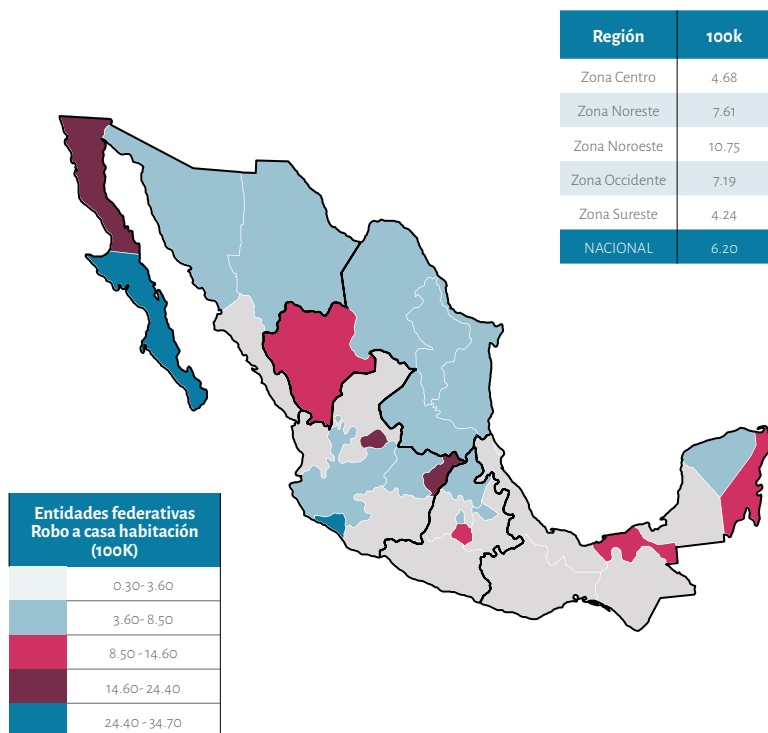 Región 100k
Zona Centro 4.68
Zona Noreste 7.61
Zona Noroeste 10.75
Zona Occidente 7.19
Zona Sureste 4.24
NACIONAL 6.20
Entidades federativas
Robo a casa habitación
(100K)
0.30-3.60
3.60-8.50
8.50-14.60
14.60-24.40
24.40-34.70